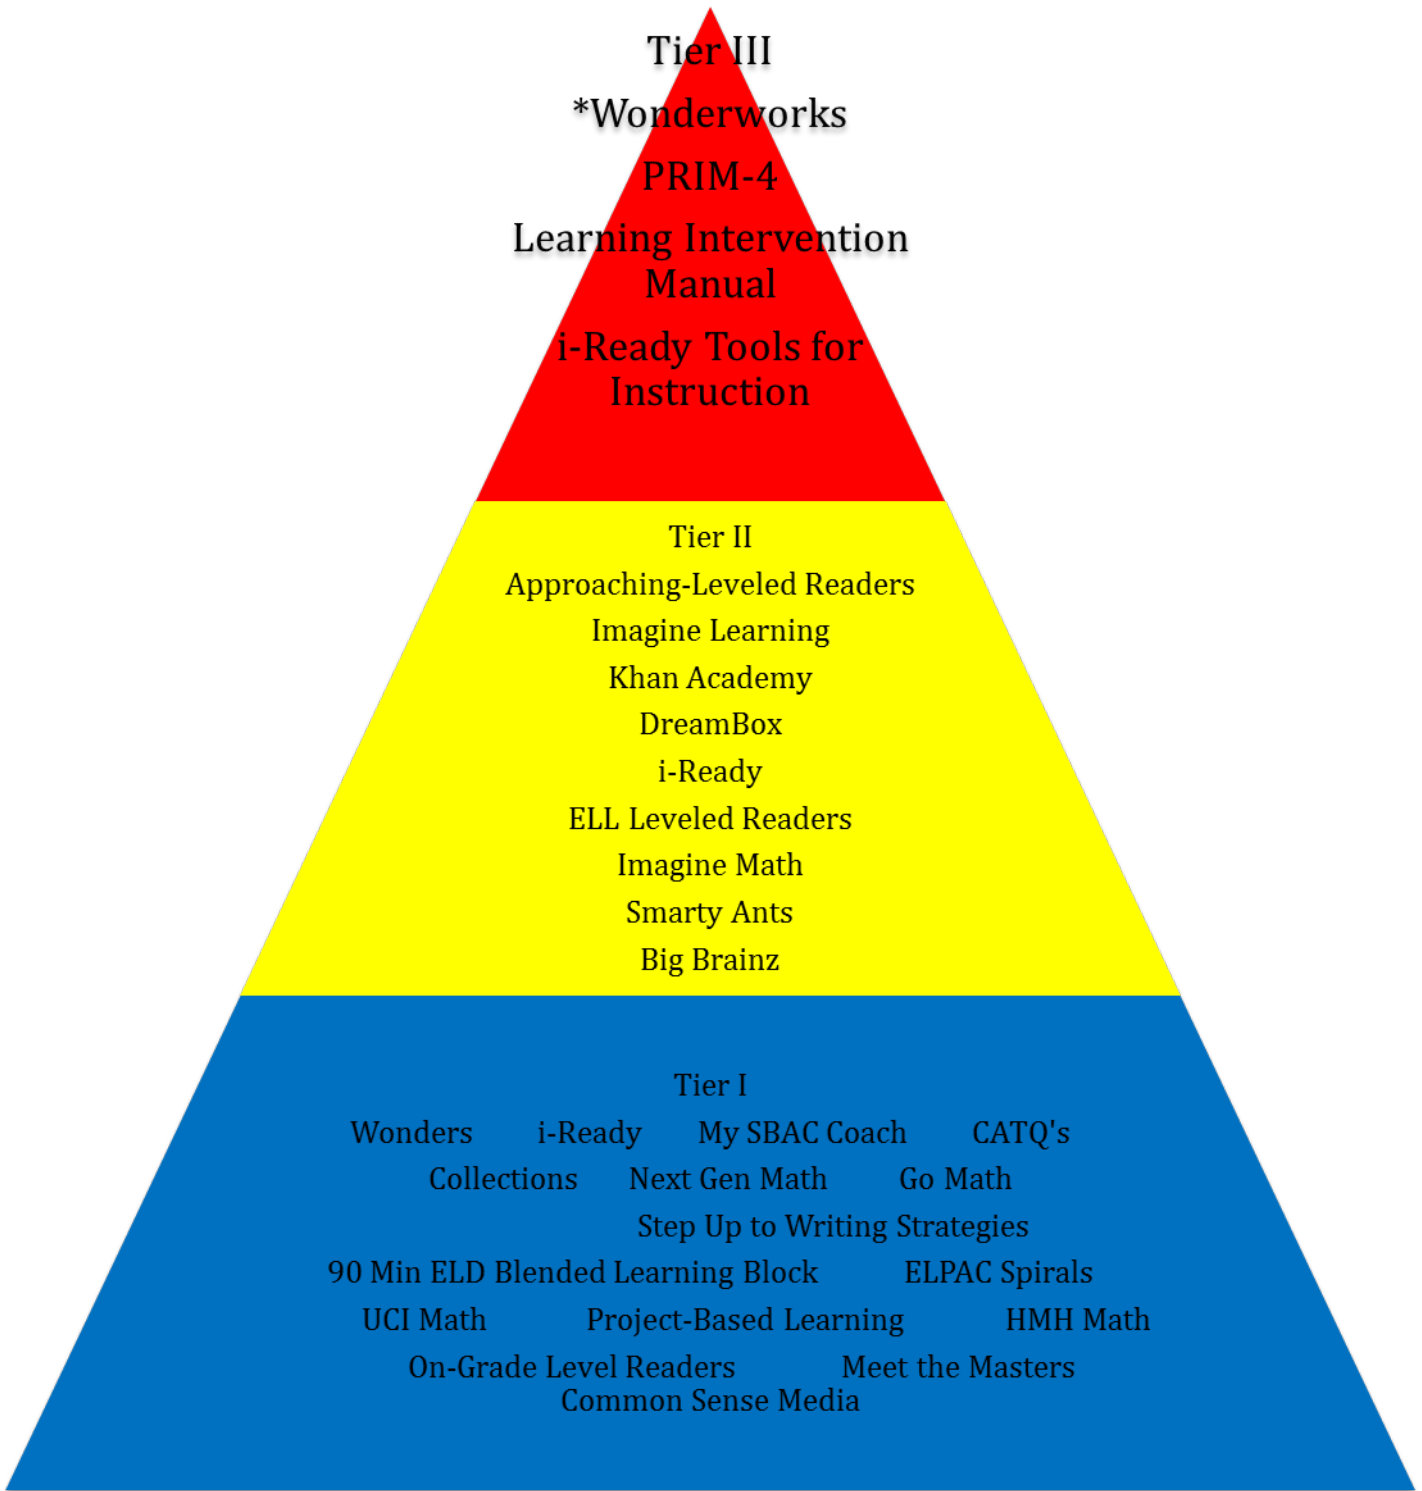 Tier III
*Wonderworks
PRIM-4
Learning Intervention
Manual
i-Ready Tools for
Instruction
Tier II
Approaching-Leveled Readers
Imagine Learning
Khan Academy
DreamBox
i-Ready
ELL Leveled Readers
Imagine Math
Smarty Ants
Big Brainz
Tier I
Wonders i-Ready My SBAC Coach CATQ's
Collections Next Gen Math Go Math
Step Up to Writing Strategies
90 Min ELD Blended Learning Block ELPAC Spirals
UCI Math Project-Based Learning HMH Math
On-Grade Level Readers Meet the Masters
Common Sense Media